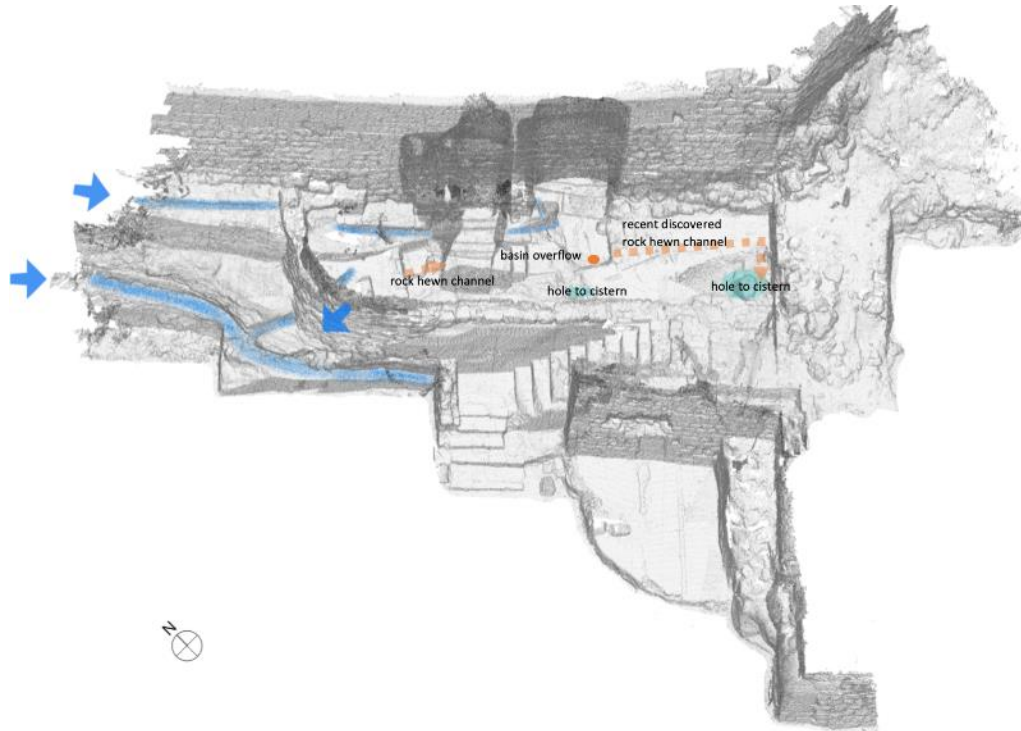 recent discovered
rock hewn channel
basin overflow
rock hewn channel
hole to cistern
hole to cistern
N